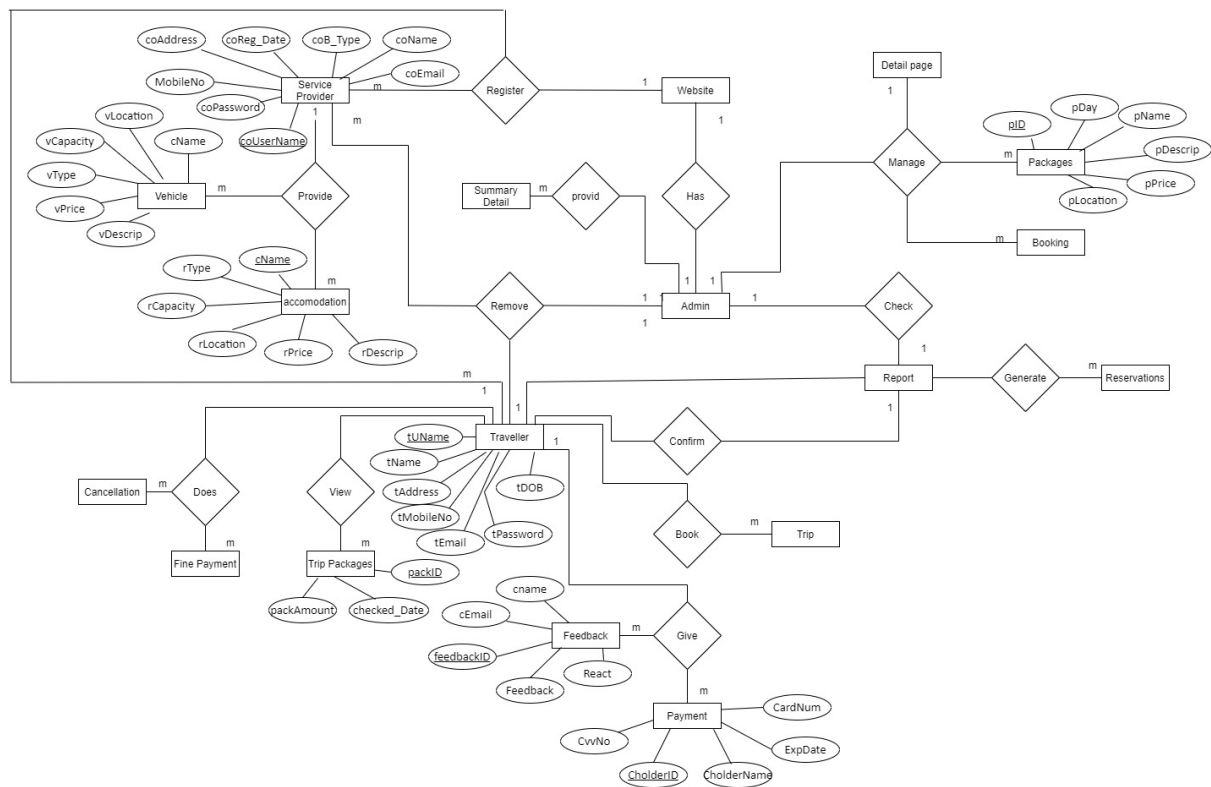 coAddress
coReg_Date
coB_Type
coName
coEmail
MobileNo
Service
Provider
coPassword
coUserName
m
Register
1
Website
1
1
m
Detail page
1
pDay
pName
pID
pDescrip
Manage
m
Packages
pPrice
pLocation
m
Booking
vLocation
vCapacity
cName
vType
Vehicle
m
Provide
vPrice
vDescrip
Summary
Detail
m
provid
Has
cName
rType
m
rCapacity
accomodation
rLocation
rPrice
rDescrip
Remove
1
1
1
1
1
1
1
Admin
1
Check
1
m
1
1
Report
1
Generate
m
Reservations
tUName
Traveller
1
Confirm
tName
tAddress
tMobileNo
tEmail
tPassword
tDOB
Cancellation
m
Does
View
m
m
Fine Payment
Trip Packages
packID
packAmount
checked_Date
Book
m
Trip
cname
cEmail
Feedback
m
Give
feedbackID
Feedback
React
m
Payment
CardNum
CvvNo
ExpDate
CholderID
CholderName